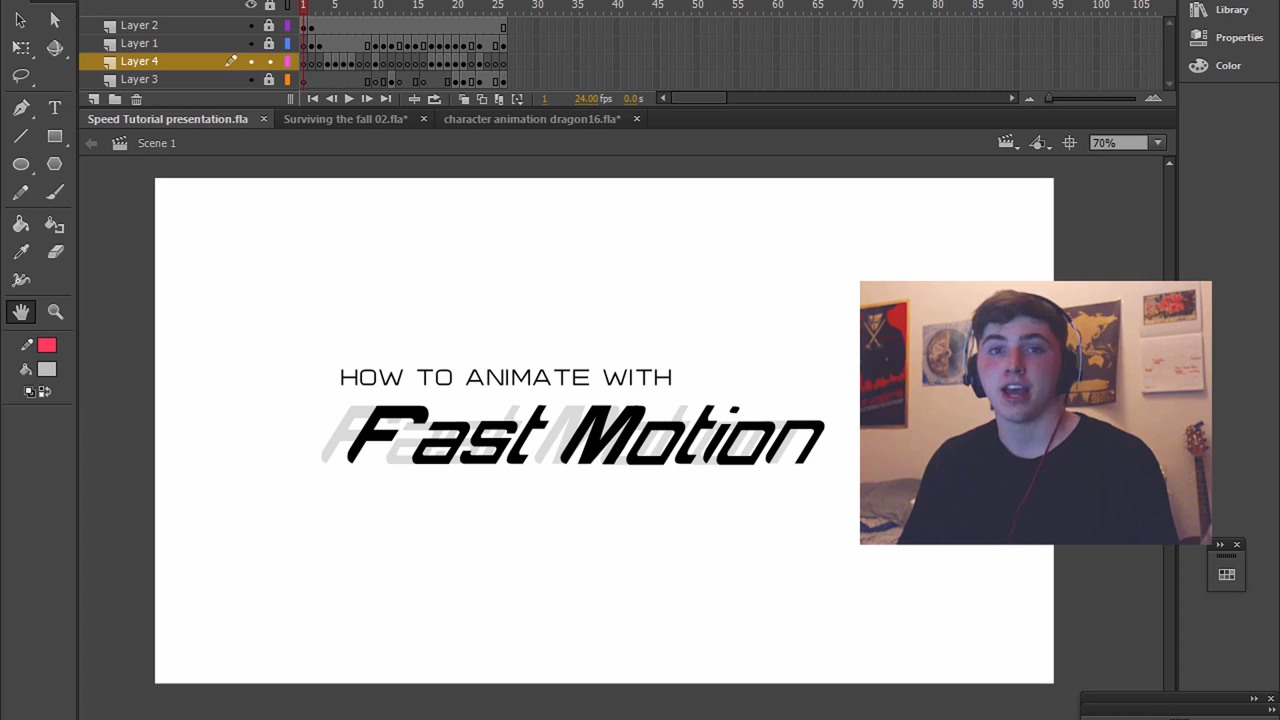 1 5 10 15 20 25 30 35 40 45 50 55 60 65 70 75 80 85 90 95 100 105
Library
Layer 2
Layer 1
Properties
Layer 4
Color
Layer 3
1 24.00 fps 0.0 s
Speed Tutorial presentation.fla
Surviving the fall 02.fla*
character animation dragon16.fla*
Scene 1
70%
HOW TO ANIMATE WITH
Fast Motion